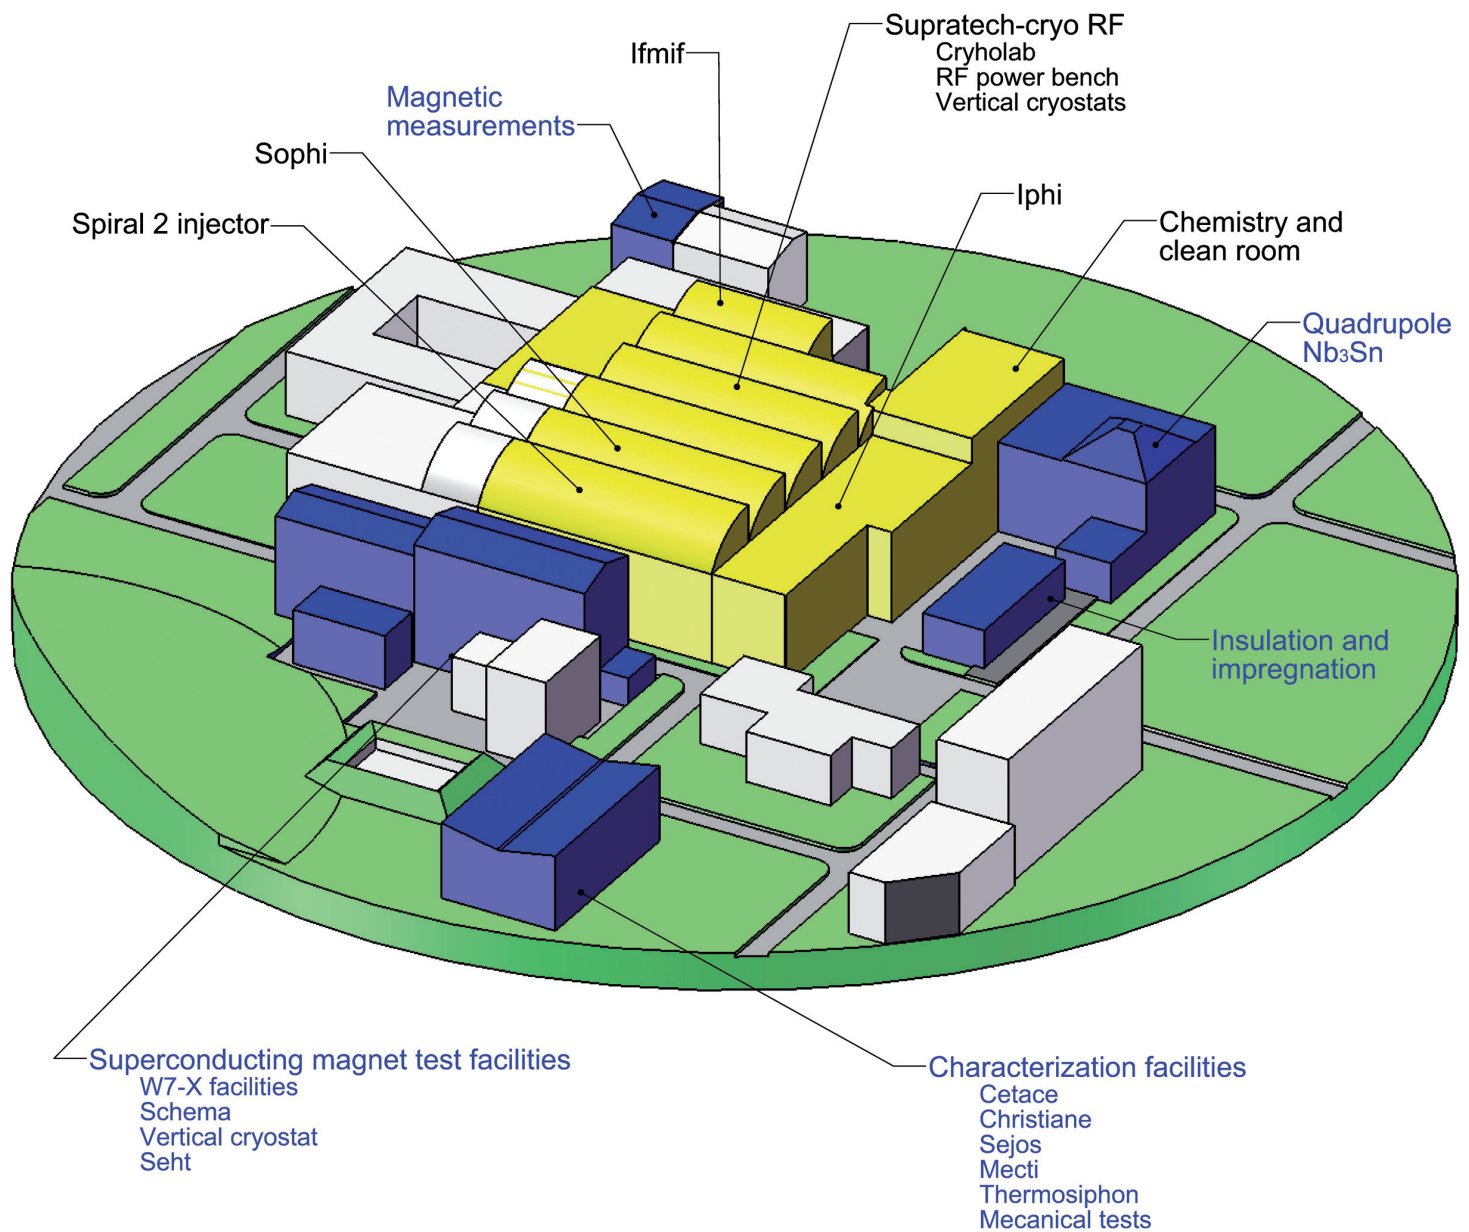 Supratech-cryo RF
Cryholab
RF power bench
Vertical cryostats
Ifmif
Magnetic
measurements
Sophi
Spiral 2 injector
Iphi
Chemistry and
clean room
Quadrupole
Nb₃Sn
Insulation and
impregnation
Superconducting magnet test facilities
W7-X facilities
Schema
Vertical cryostat
Seht
Characterization facilities
Cetace
Christiane
Sejos
Mecti
Thermosiphon
Mecanical tests